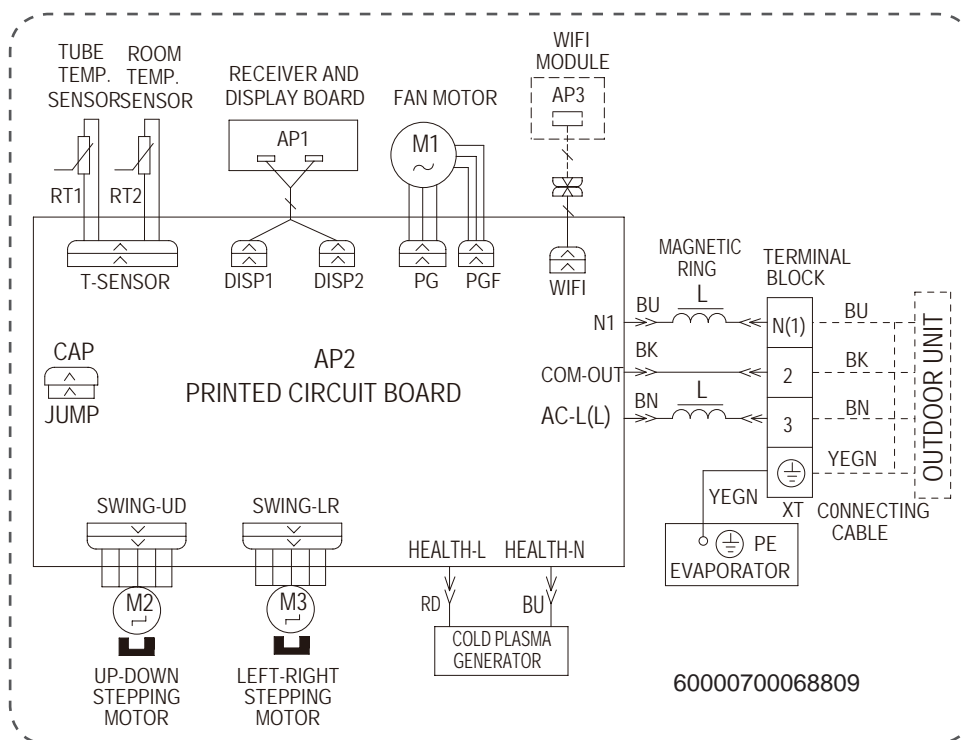 TUBE
TEMP.
SENSOR
ROOM
TEMP.
SENSOR
RECEIVER AND
DISPLAY BOARD
FAN MOTOR
WIFI
MODULE
AP3
AP1
M1
RT1
RT2
T-SENSOR
DISP1
DISP2
PG
PGF
WIFI
MAGNETIC
RING
TERMINAL
BLOCK
L
BU
N1
N(1)
BU
BK
COM-OUT
2
BK
L
BN
AC-L(L)
3
BN
YEGN
OUTDOOR UNIT
CAP
JUMP
AP2
PRINTED CIRCUIT BOARD
YEGN
XT
CONNECTING
CABLE
PE
EVAPORATOR
SWING-UD
SWING-LR
HEALTH-L
HEALTH-N
M2
M3
RD
BU
COLD PLASMA
GENERATOR
UP-DOWN
STEPPING
MOTOR
LEFT-RIGHT
STEPPING
MOTOR
60000700068809